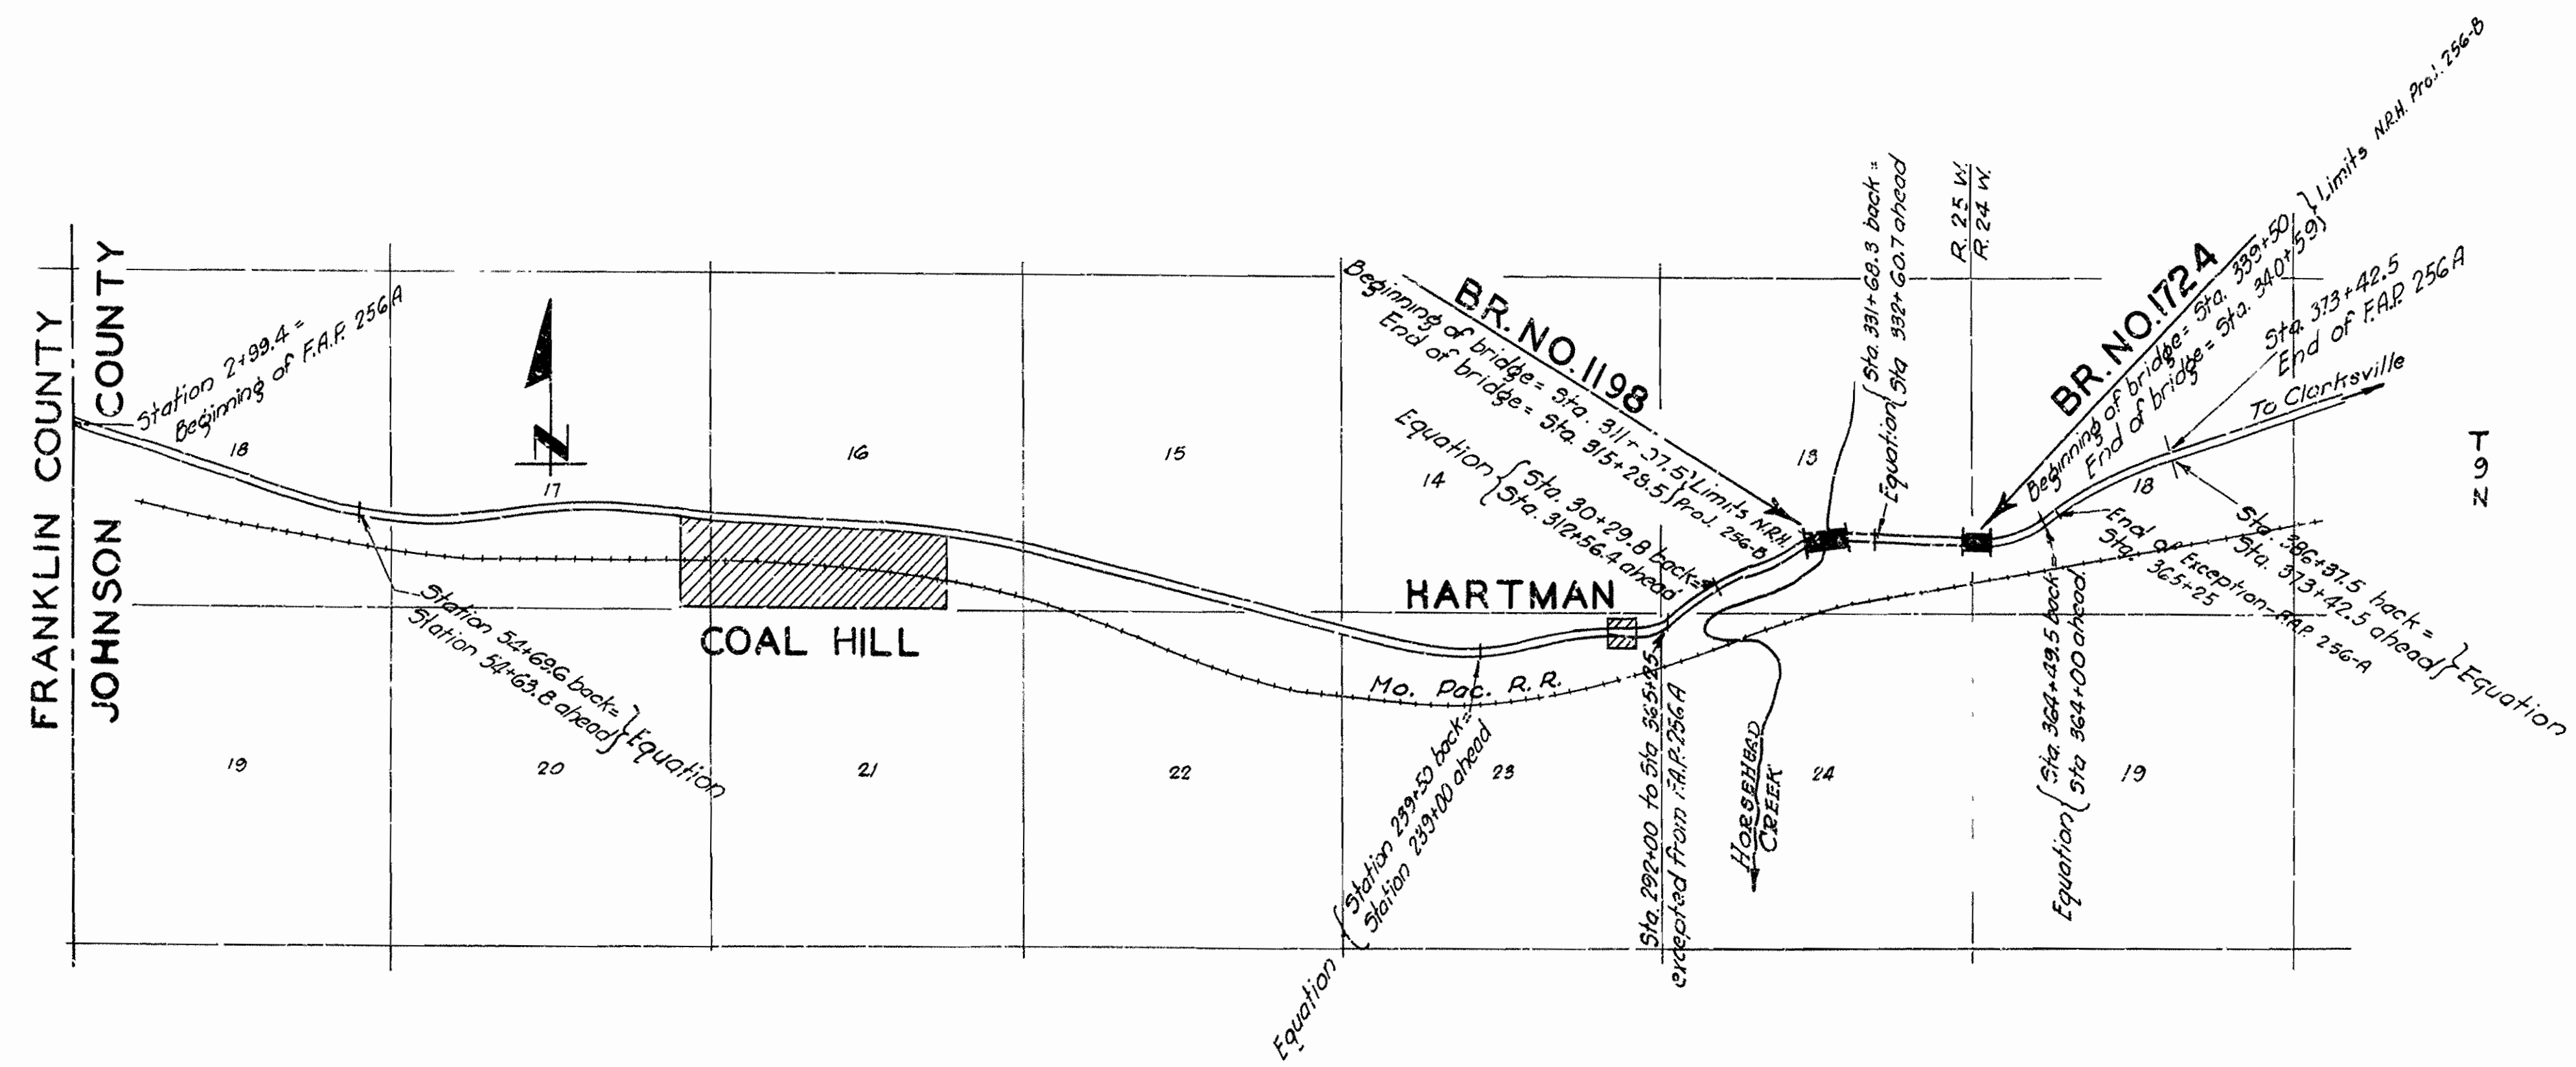 FRANKLIN COUNTY
JOHNSON COUNTY
Station 2+99.4 =
Beginning of F.A.P. 256A
18
17
16
15
14
13
18
N
Station 54+69.6 back=
Station 54+63.8 ahead
Equation
COAL HILL
HARTMAN
Mo. Pac. R. R.
19
20
21
22
23
24
19
BR. NO. 1198
Beginning of bridge = Sta. 311+
End of bridge = Sta. 315+28.5
Limits N.R.H.
Proj. 256-B
Equation
Sta. 30+29.8 back=
Sta. 312+56.4 ahead
Sta. 331+68.3 back =
Sta 332+60.7 ahead
Equation
R. 25 W.
R. 24 W.
BR. NO. 1724
Beginning of bridge = Sta. 339+50
End of bridge = Sta. 340+59
Limits N.R.H. Proj. 256-B
Sta. 373+42.5
End of F.A.P. 256A
To Clarksville
T
9
N
End of Exception-F.A.P. 256-A
Sta. 365+25
Sta. 386+37.5 back =
Sta. 373+42.5 ahead
Equation
Sta. 364+49.5 back=
Sta 364+00 ahead.
Equation
Station 239+50 back=
Station 239+00 ahead
Equation
Sta. 292+00 to Sta 365+25
excepted from F.A.P.-256A
HORSEHEAD
CREEK